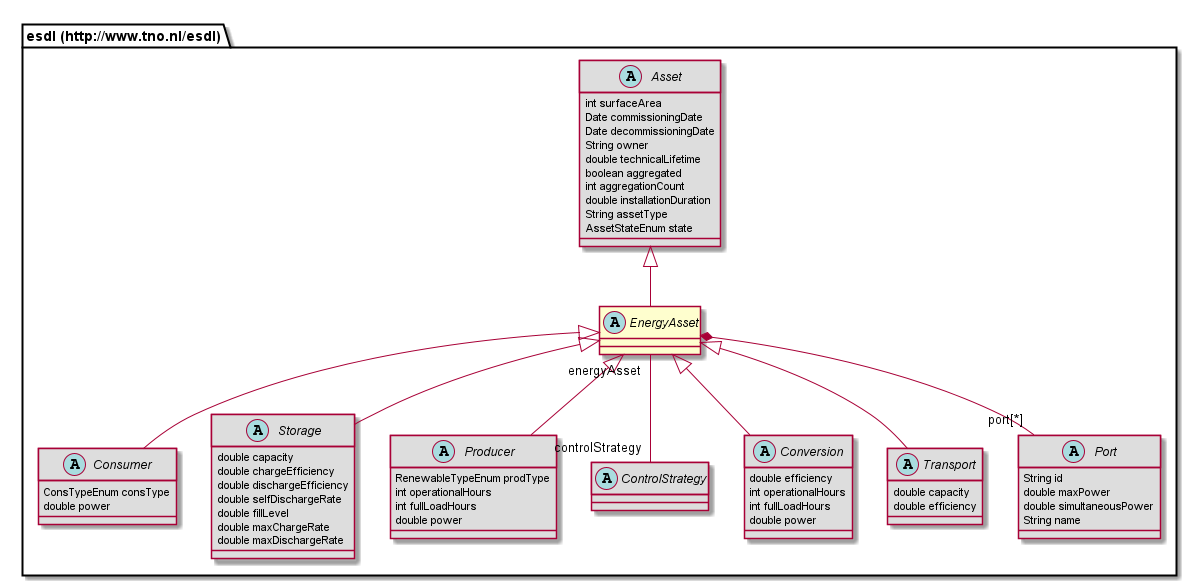 esdl (http://www.tno.nl/esdl)
A Asset
int surfaceArea
Date commissioningDate
Date decommissioningDate
String owner
double technicalLifetime
boolean aggregated
int aggregationCount
double installationDuration
String assetType
AssetStateEnum state
A EnergyAsset
energyAsset
controlStrategy
port[*]
A Consumer
ConsTypeEnum consType
double power
A Storage
double capacity
double chargeEfficiency
double dischargeEfficiency
double selfDischargeRate
double fillLevel
double maxChargeRate
double maxDischargeRate
A Producer
RenewableTypeEnum prodType
int operationalHours
int fullLoadHours
double power
A ControlStrategy
A Conversion
double efficiency
int operationalHours
int fullLoadHours
double power
A Transport
double capacity
double efficiency
A Port
String id
double maxPower
double simultaneousPower
String name